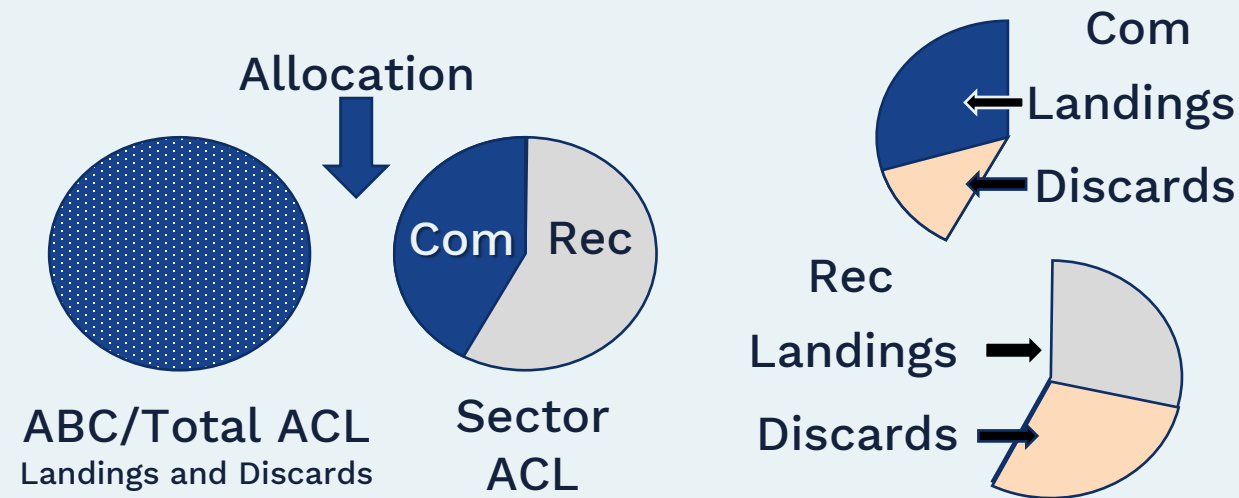 Allocation
Com
Rec
ABC/Total ACL
Landings and Discards
Sector
ACL
Com
Landings
Discards
Rec
Landings
Discards